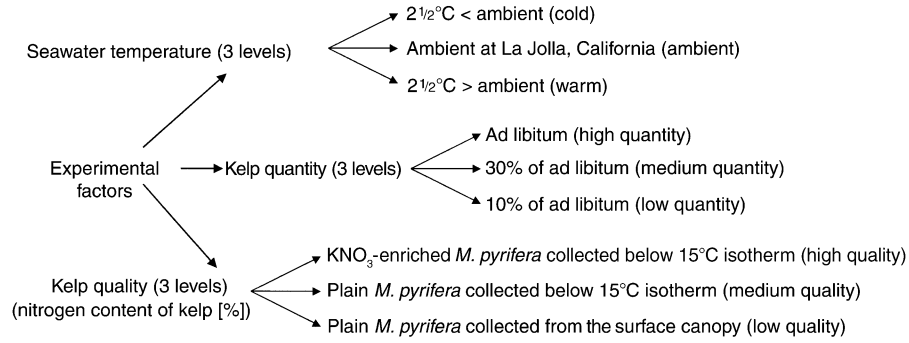 Seawater temperature (3 levels)
2½°C < ambient (cold)
Ambient at La Jolla, California (ambient)
2½°C > ambient (warm)
Experimental
factors
Kelp quantity (3 levels)
Ad libitum (high quantity)
30% of ad libitum (medium quantity)
10% of ad libitum (low quantity)
Kelp quality (3 levels)
(nitrogen content of kelp [%])
KNO₃-enriched M. pyrifera collected below 15°C isotherm (high quality)
Plain M. pyrifera collected below 15°C isotherm (medium quality)
Plain M. pyrifera collected from the surface canopy (low quality)